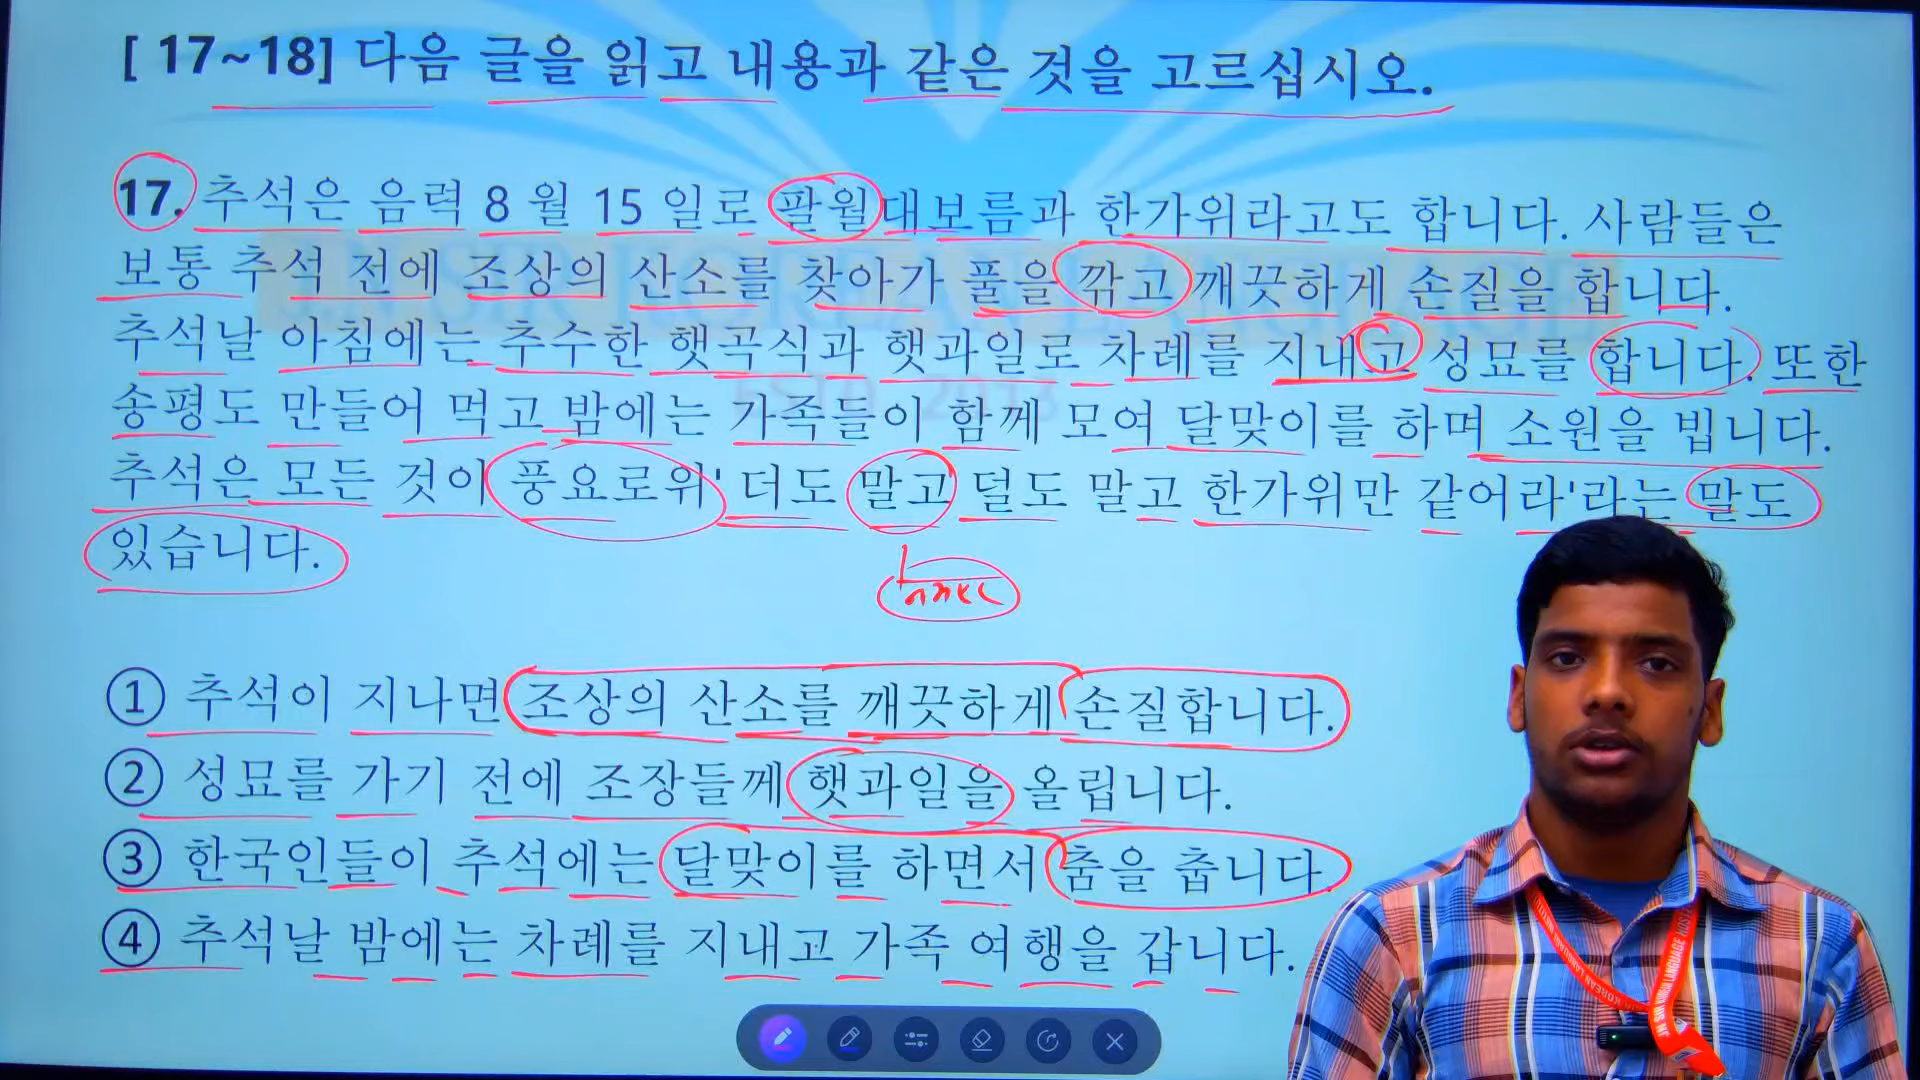 [ 17~18] 다음 글을 읽고 내용과 같은 것을 고르십시오.
17. 추석은 음력 8 월 15 일로 팔월대보름과 한가위라고도 합니다. 사람들은
보통 추석 전에 조상의 산소를 찾아가 풀을 깎고 깨끗하게 손질을 합니다.
추석날 아침에는 추수한 햇곡식과 햇과일로 차례를 지내고 성묘를 합니다. 또한
송평도 만들어 먹고 밤에는 가족들이 함께 모여 달맞이를 하며 소원을 빕니다.
추석은 모든 것이 풍요로위' 더도 말고 덜도 말고 한가위만 같어라'라는 말도
있습니다.
① 추석이 지나면 조상의 산소를 깨끗하게 손질합니다.
② 성묘를 가기 전에 조장들께 햇과일을 올립니다.
③ 한국인들이 추석에는 달맞이를 하면서 춤을 춥니다.
④ 추석날 밤에는 차례를 지내고 가족 여행을 갑니다.